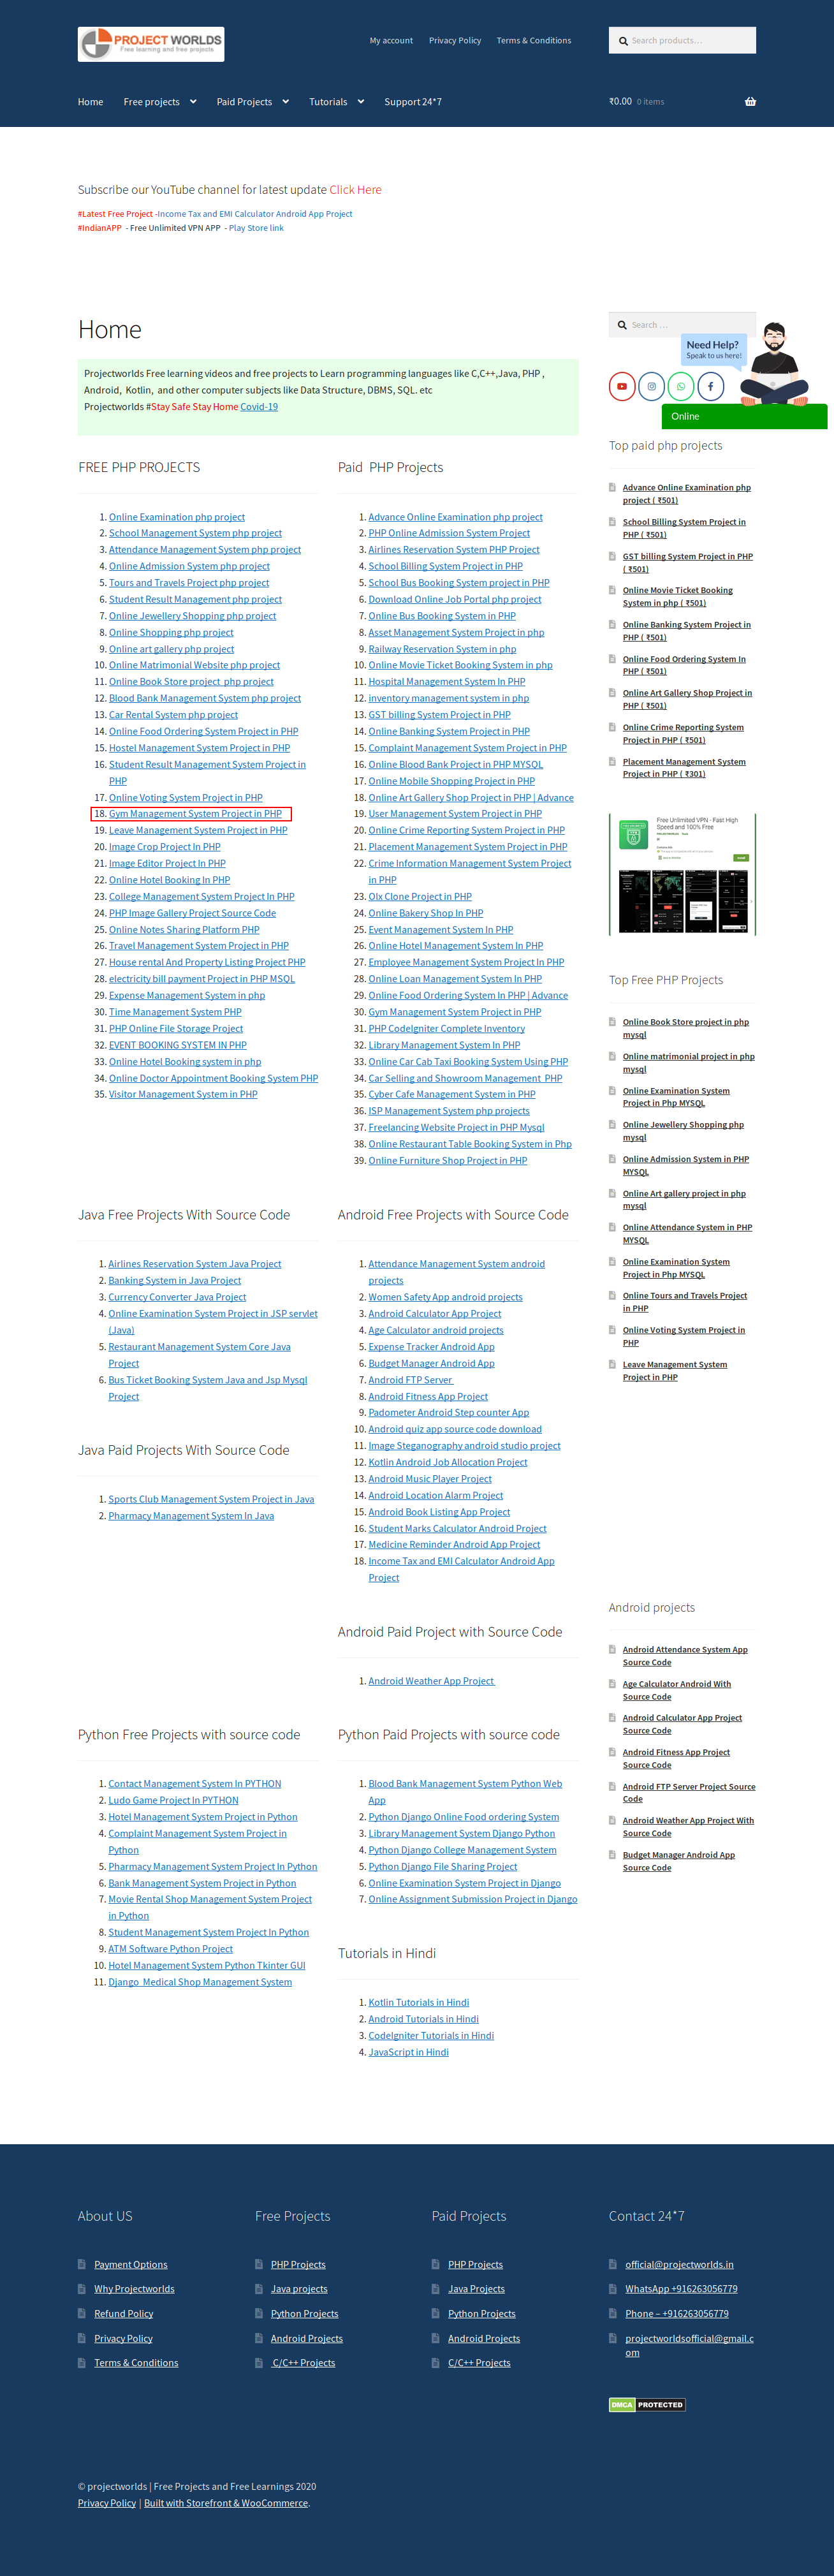 PROJECT WORLDS
Free learning and free projects
My account
Privacy Policy
Terms & Conditions
Search products…
Home
Free projects
Paid Projects
Tutorials
Support 24*7
₹0.00 0 items
Subscribe our YouTube channel for latest update Click Here
#Latest Free Project -Income Tax and EMI Calculator Android App Project
#IndianAPP - Free Unlimited VPN APP - Play Store link
Home
Projectworlds Free learning videos and free projects to Learn programming languages like C,C++,Java, PHP ,
Android, Kotlin, and other computer subjects like Data Structure, DBMS, SQL. etc
Projectworlds #Stay Safe Stay Home Covid-19
FREE PHP PROJECTS
1. Online Examination php project
2. School Management System php project
3. Attendance Management System php project
4. Online Admission System php project
5. Tours and Travels Project php project
6. Student Result Management php project
7. Online Jewellery Shopping php project
8. Online Shopping php project
9. Online art gallery php project
10. Online Matrimonial Website php project
11. Online Book Store project php project
12. Blood Bank Management System php project
13. Car Rental System php project
14. Online Food Ordering System Project in PHP
15. Hostel Management System Project in PHP
16. Student Result Management System Project in
PHP
17. Online Voting System Project in PHP
18. Gym Management System Project in PHP
19. Leave Management System Project in PHP
20. Image Crop Project In PHP
21. Image Editor Project In PHP
22. Online Hotel Booking In PHP
23. College Management System Project In PHP
24. PHP Image Gallery Project Source Code
25. Online Notes Sharing Platform PHP
26. Travel Management System Project in PHP
27. House rental And Property Listing Project PHP
28. electricity bill payment Project in PHP MSQL
29. Expense Management System in php
30. Time Management System PHP
31. PHP Online File Storage Project
32. EVENT BOOKING SYSTEM IN PHP
33. Online Hotel Booking system in php
34. Online Doctor Appointment Booking System PHP
35. Visitor Management System in PHP
Paid PHP Projects
1. Advance Online Examination php project
2. PHP Online Admission System Project
3. Airlines Reservation System PHP Project
4. School Billing System Project in PHP
5. School Bus Booking System project in PHP
6. Download Online Job Portal php project
7. Online Bus Booking System in PHP
8. Asset Management System Project in php
9. Railway Reservation System in php
10. Online Movie Ticket Booking System in php
11. Hospital Management System In PHP
12. inventory management system in php
13. GST billing System Project in PHP
14. Online Banking System Project in PHP
15. Complaint Management System Project in PHP
16. Online Blood Bank Project in PHP MYSQL
17. Online Mobile Shopping Project in PHP
18. Online Art Gallery Shop Project in PHP | Advance
19. User Management System Project in PHP
20. Online Crime Reporting System Project in PHP
21. Placement Management System Project in PHP
22. Crime Information Management System Project
in PHP
23. Olx Clone Project in PHP
24. Online Bakery Shop In PHP
25. Event Management System In PHP
26. Online Hotel Management System In PHP
27. Employee Management System Project In PHP
28. Online Loan Management System In PHP
29. Online Food Ordering System In PHP | Advance
30. Gym Management System Project in PHP
31. PHP CodeIgniter Complete Inventory
32. Library Management System In PHP
33. Online Car Cab Taxi Booking System Using PHP
34. Car Selling and Showroom Management PHP
35. Cyber Cafe Management System in PHP
36. ISP Management System php projects
37. Freelancing Website Project in PHP Mysql
38. Online Restaurant Table Booking System in Php
39. Online Furniture Shop Project in PHP
Java Free Projects With Source Code
1. Airlines Reservation System Java Project
2. Banking System in Java Project
3. Currency Converter Java Project
4. Online Examination System Project in JSP servlet
(Java)
5. Restaurant Management System Core Java
Project
6. Bus Ticket Booking System Java and Jsp Mysql
Project
Java Paid Projects With Source Code
1. Sports Club Management System Project in Java
2. Pharmacy Management System In Java
Android Free Projects with Source Code
1. Attendance Management System android
projects
2. Women Safety App android projects
3. Android Calculator App Project
4. Age Calculator android projects
5. Expense Tracker Android App
6. Budget Manager Android App
7. Android FTP Server
8. Android Fitness App Project
9. Padometer Android Step counter App
10. Android quiz app source code download
11. Image Steganography android studio project
12. Kotlin Android Job Allocation Project
13. Android Music Player Project
14. Android Location Alarm Project
15. Android Book Listing App Project
16. Student Marks Calculator Android Project
17. Medicine Reminder Android App Project
18. Income Tax and EMI Calculator Android App
Project
Android Paid Project with Source Code
1. Android Weather App Project
Python Free Projects with source code
1. Contact Management System In PYTHON
2. Ludo Game Project In PYTHON
3. Hotel Management System Project in Python
4. Complaint Management System Project in
Python
5. Pharmacy Management System Project In Python
6. Bank Management System Project in Python
7. Movie Rental Shop Management System Project
in Python
8. Student Management System Project In Python
9. ATM Software Python Project
10. Hotel Management System Python Tkinter GUI
11. Django Medical Shop Management System
Python Paid Projects with source code
1. Blood Bank Management System Python Web
App
2. Python Django Online Food ordering System
3. Library Management System Django Python
4. Python Django College Management System
5. Python Django File Sharing Project
6. Online Examination System Project in Django
7. Online Assignment Submission Project in Django
Tutorials in Hindi
1. Kotlin Tutorials in Hindi
2. Android Tutorials in Hindi
3. CodeIgniter Tutorials in Hindi
4. JavaScript in Hindi
Search …
Need Help?
Speak to us here!
Online
Top paid php projects
Advance Online Examination php
project ( ₹501)
School Billing System Project in
PHP ( ₹501)
GST billing System Project in PHP
( ₹501)
Online Movie Ticket Booking
System in php ( ₹501)
Online Banking System Project in
PHP ( ₹501)
Online Food Ordering System In
PHP ( ₹501)
Online Art Gallery Shop Project in
PHP ( ₹501)
Online Crime Reporting System
Project in PHP ( ₹501)
Placement Management System
Project in PHP ( ₹301)
Free Unlimited VPN - Fast High
Speed and 100% Free
Top Free PHP Projects
Online Book Store project in php
mysql
Online matrimonial project in php
mysql
Online Examination System
Project in Php MYSQL
Online Jewellery Shopping php
mysql
Online Admission System in PHP
MYSQL
Online Art gallery project in php
mysql
Online Attendance System in PHP
MYSQL
Online Examination System
Project in Php MYSQL
Online Tours and Travels Project
in PHP
Online Voting System Project in
PHP
Leave Management System
Project in PHP
Android projects
Android Attendance System App
Source Code
Age Calculator Android With
Source Code
Android Calculator App Project
Source Code
Android Fitness App Project
Source Code
Android FTP Server Project Source
Code
Android Weather App Project With
Source Code
Budget Manager Android App
Source Code
About US
Payment Options
Why Projectworlds
Refund Policy
Privacy Policy
Terms & Conditions
Free Projects
PHP Projects
Java projects
Python Projects
Android Projects
C/C++ Projects
Paid Projects
PHP Projects
Java Projects
Python Projects
Android Projects
C/C++ Projects
Contact 24*7
official@projectworlds.in
WhatsApp +916263056779
Phone – +916263056779
projectworldsofficial@gmail.c
om
DMCA PROTECTED
© projectworlds | Free Projects and Free Learnings 2020
Privacy Policy | Built with Storefront & WooCommerce.